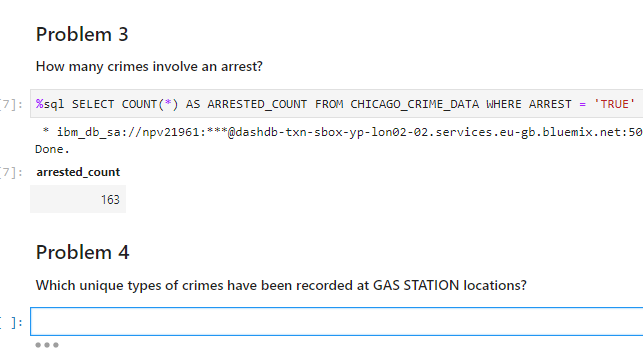 Problem 3
How many crimes involve an arrest?
7]: %sql SELECT COUNT(*) AS ARRESTED_COUNT FROM CHICAGO_CRIME_DATA WHERE ARREST = 'TRUE'
* ibm_db_sa://npv21961:***@dashdb-txn-sbox-yp-lon02-02.services.eu-gb.bluemix.net:50
Done.
7]: arrested_count
163
Problem 4
Which unique types of crimes have been recorded at GAS STATION locations?
[ ]: